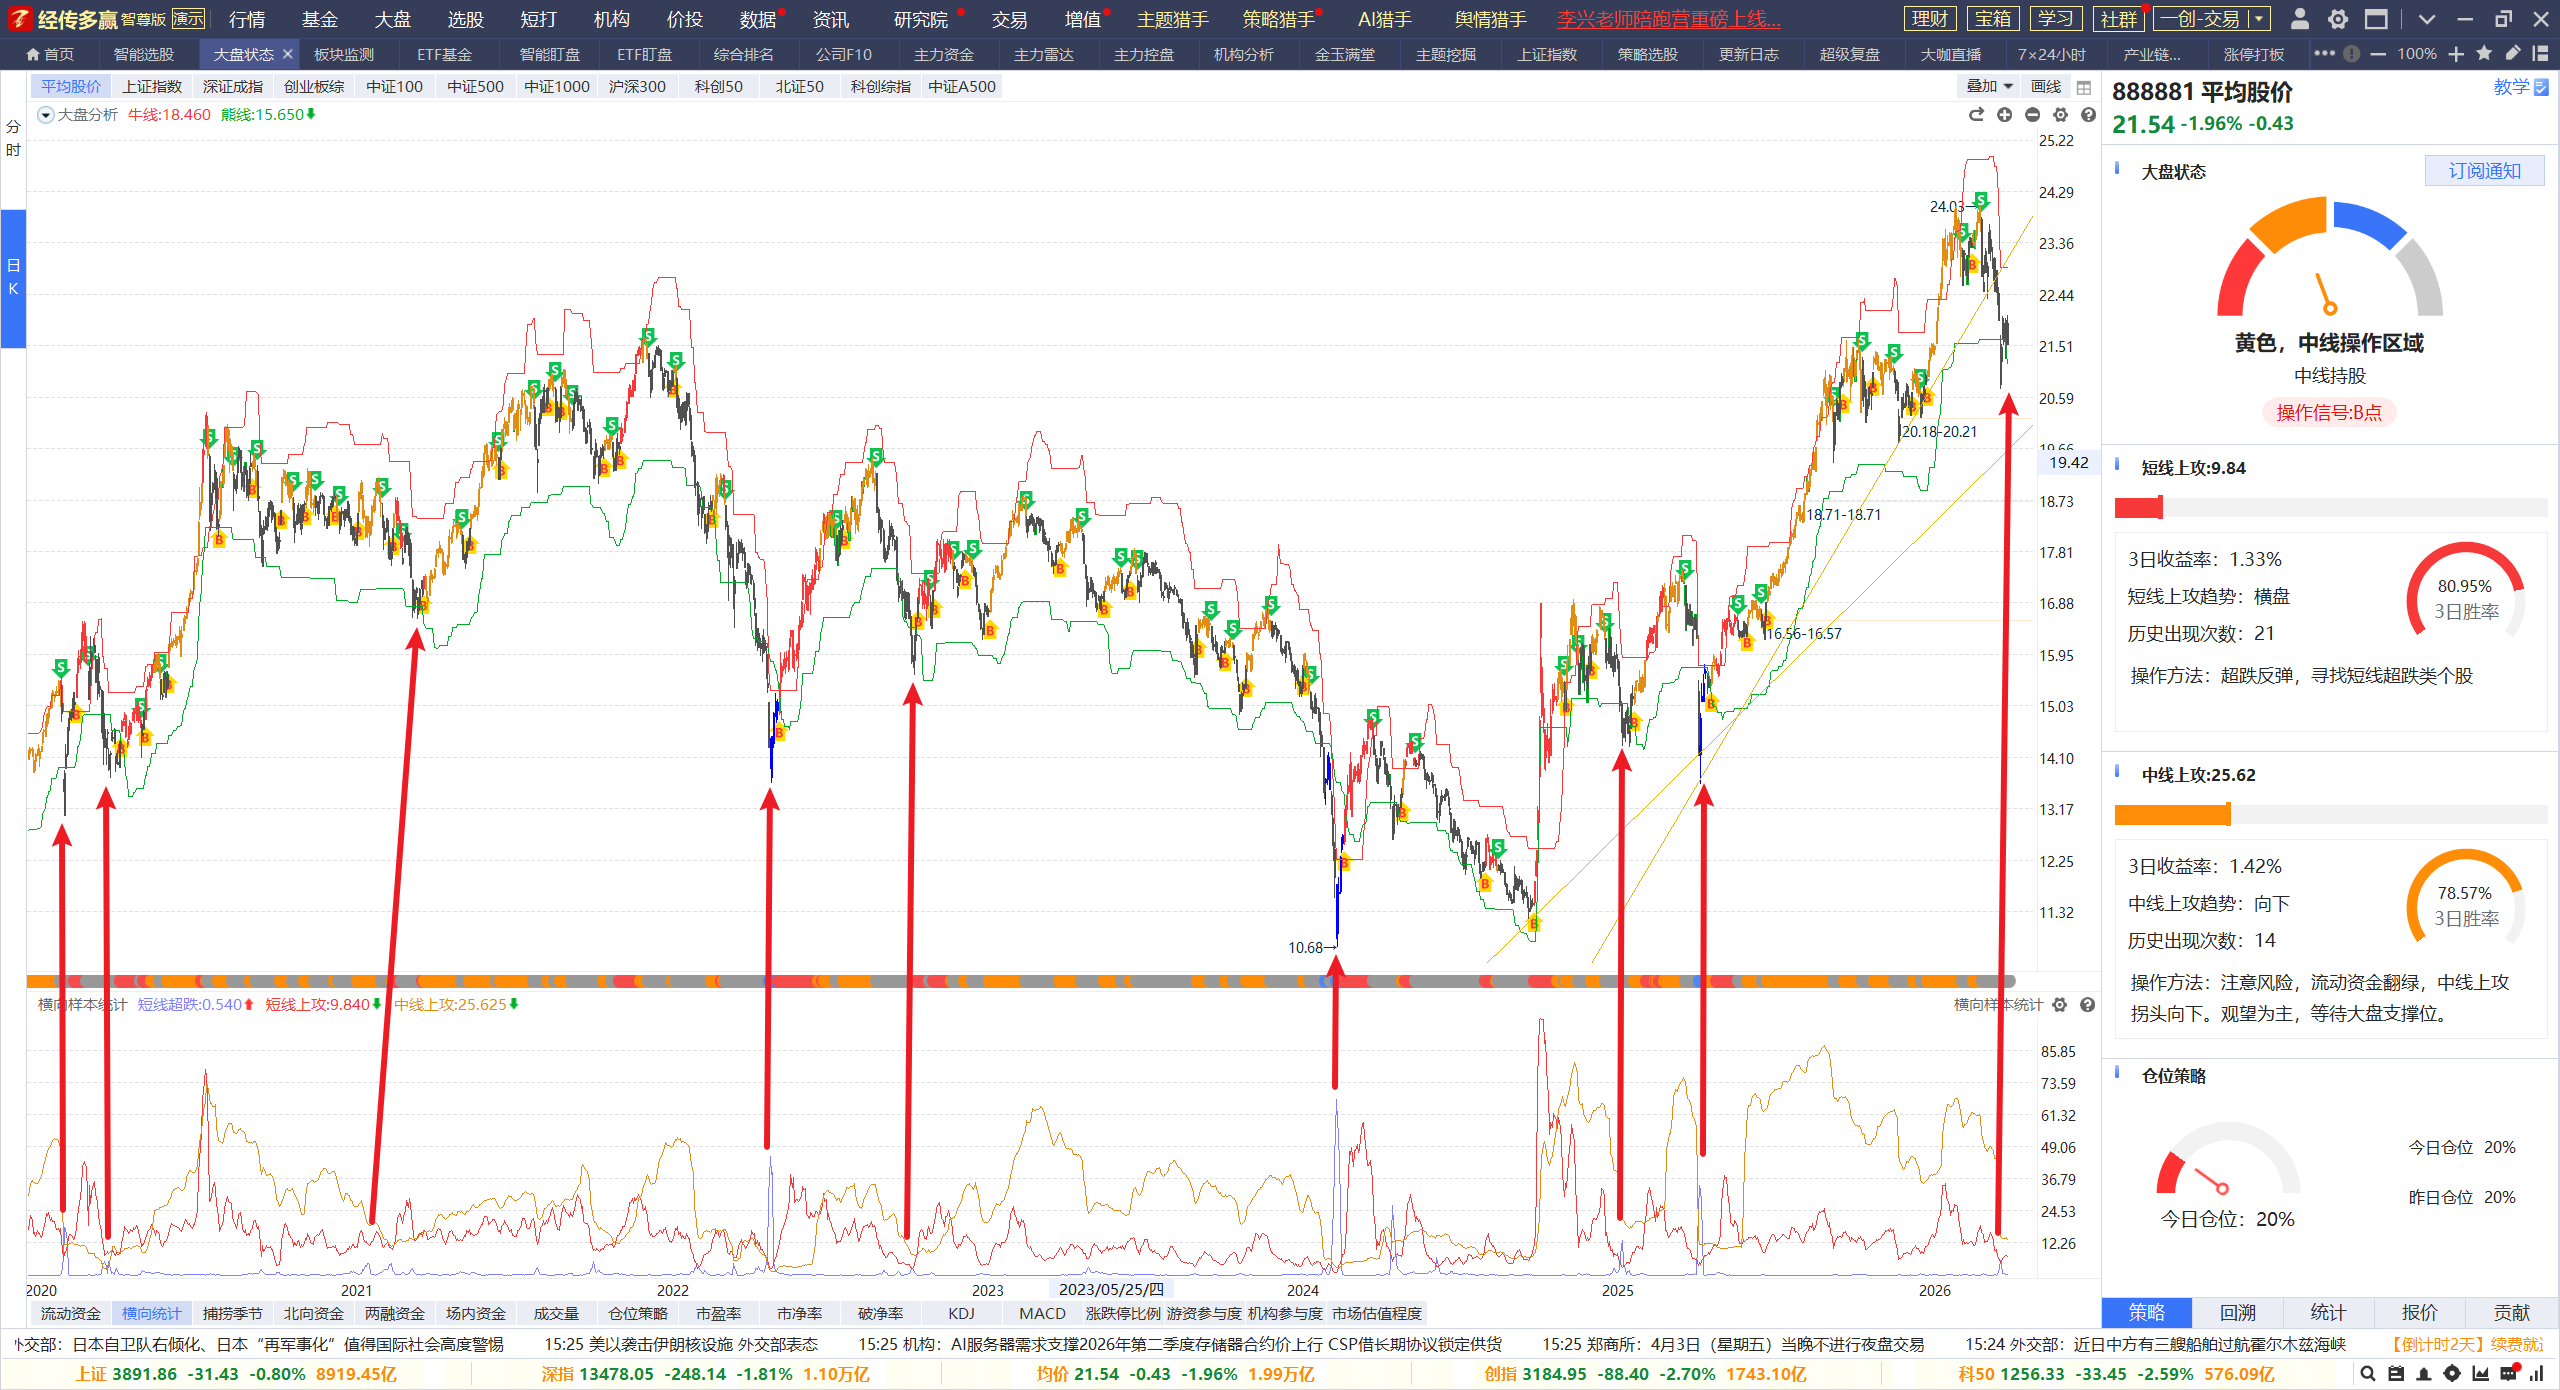 经传多赢 智尊版 演示 行情 基金 大盘 选股 短打 机构 价投 数据 资讯 研究院 交易 增值 主题猎手 策略猎手 AI猎手 舆情猎手 李兴老师陪跑营重磅上线... 理财 宝箱 学习 社群 一创-交易
首页 智能选股 大盘状态 板块监测 ETF基金 智能盯盘 ETF盯盘 综合排名 公司F10 主力资金 主力雷达 主力控盘 机构分析 金玉满堂 主题挖掘 上证指数 策略选股 更新日志 超级复盘 大咖直播 7×24小时 产业链... 涨停打板 100%
平均股价 上证指数 深证成指 创业板综 中证100 中证500 中证1000 沪深300 科创50 北证50 科创综指 中证A500 叠加 画线
大盘分析 牛线:18.460 熊线:15.650
分时
日K
25.22
24.29
23.36
22.44
21.51
20.59
19.66
19.42
18.73
17.81
16.88
15.95
15.03
14.10
13.17
12.25
11.32
24.03
20.18-20.21
18.71-18.71
16.56-16.57
10.68
横向样本统计 短线超跌:0.540 短线上攻:9.840 中线上攻:25.625 横向样本统计
85.85
73.59
61.32
49.06
36.79
24.53
12.26
2020 2021 2022 2023 2023/05/25/四 2024 2025 2026
流动资金 横向统计 捕捞季节 北向资金 两融资金 场内资金 成交量 仓位策略 市盈率 市净率 破净率 KDJ MACD 涨跌停比例 游资参与度 机构参与度 市场估值程度
888881 平均股价 教学
21.54 -1.96% -0.43
大盘状态 订阅通知
黄色，中线操作区域
中线持股
操作信号:B点
短线上攻:9.84
3日收益率：1.33%
短线上攻趋势：横盘
历史出现次数：21
80.95%
3日胜率
操作方法：超跌反弹，寻找短线超跌类个股
中线上攻:25.62
3日收益率：1.42%
中线上攻趋势：向下
历史出现次数：14
78.57%
3日胜率
操作方法：注意风险，流动资金翻绿，中线上攻
拐头向下。观望为主，等待大盘支撑位。
仓位策略
今日仓位 20%
昨日仓位 20%
今日仓位：20%
策略 回溯 统计 报价 贡献
外交部：日本自卫队右倾化、日本“再军事化”值得国际社会高度警惕 15:25 美以袭击伊朗核设施 外交部表态 15:25 机构：AI服务器需求支撑2026年第二季度存储器合约价上行 CSP借长期协议锁定供货 15:25 郑商所：4月3日（星期五）当晚不进行夜盘交易 15:24 外交部：近日中方有三艘船舶过航霍尔木兹海峡 【倒计时2天】续费就
上证 3891.86 -31.43 -0.80% 8919.45亿 深指 13478.05 -248.14 -1.81% 1.10万亿 均价 21.54 -0.43 -1.96% 1.99万亿 创指 3184.95 -88.40 -2.70% 1743.10亿 科50 1256.33 -33.45 -2.59% 576.09亿